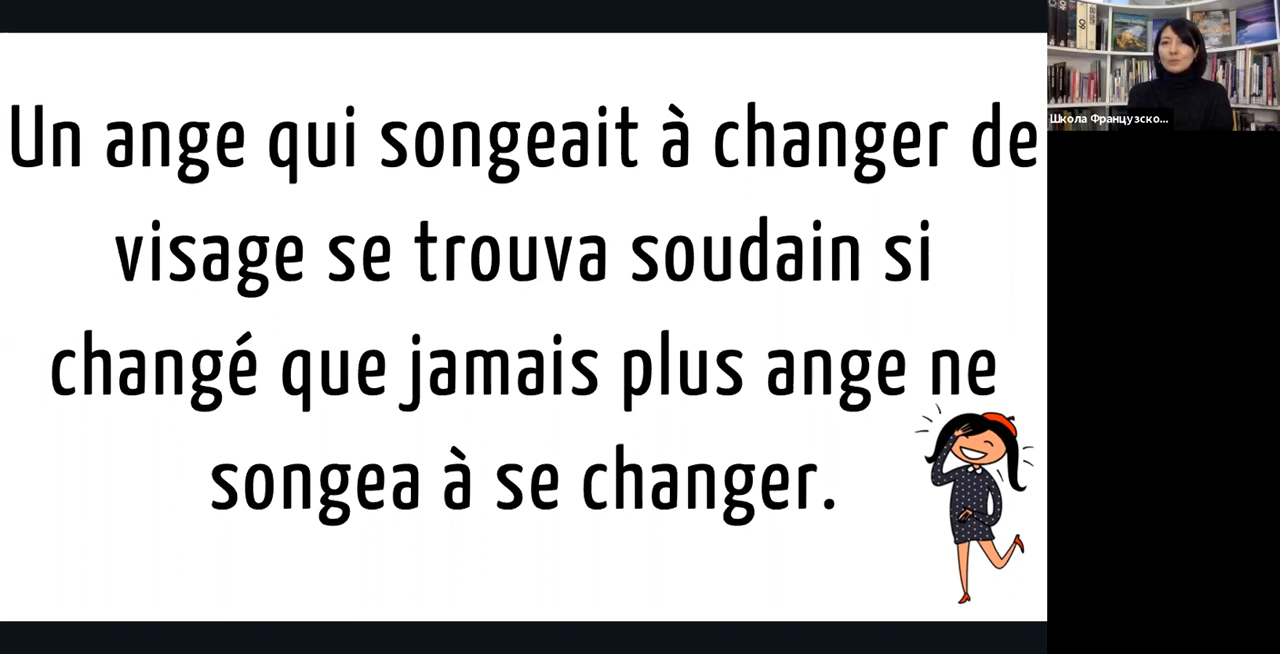 Un ange qui songeait à changer de
visage se trouva soudain si
changé que jamais plus ange ne
songea à se changer.
Школа Французско...